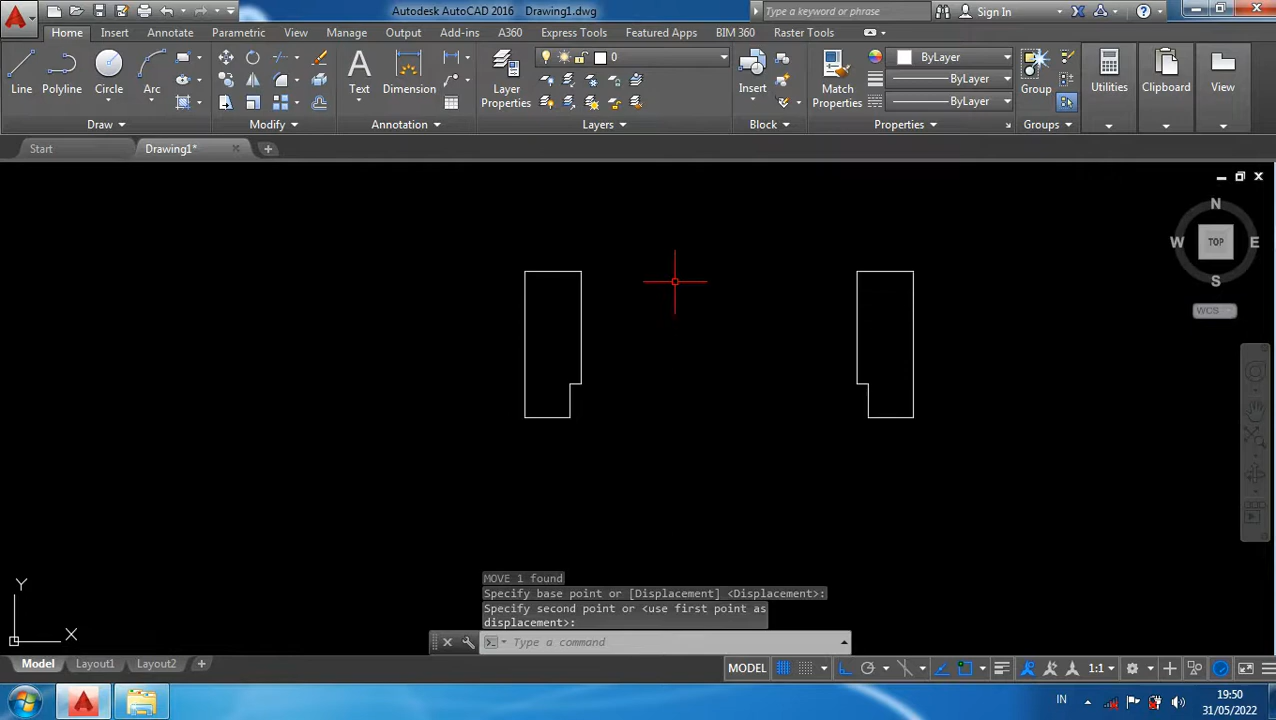 Autodesk AutoCAD 2016 Drawing1.dwg
Type a keyword or phrase
Sign In
Home Insert Annotate Parametric View Manage Output Add-ins A360 Express Tools Featured Apps BIM 360 Raster Tools
Line
Polyline
Circle
Arc
Text
Dimension
Layer
Properties
0
Insert
Match
Properties
ByLayer
ByLayer
ByLayer
Group
Utilities
Clipboard
View
Draw
Modify
Annotation
Layers
Block
Properties
Groups
Start
Drawing1*
N
W
TOP
E
S
WCS
MOVE 1 found
Specify base point or [Displacement] <Displacement>:
Specify second point or <use first point as
displacement>:
Type a command
Y
X
Model Layout1 Layout2
MODEL
1:1
IN
19:50
31/05/2022